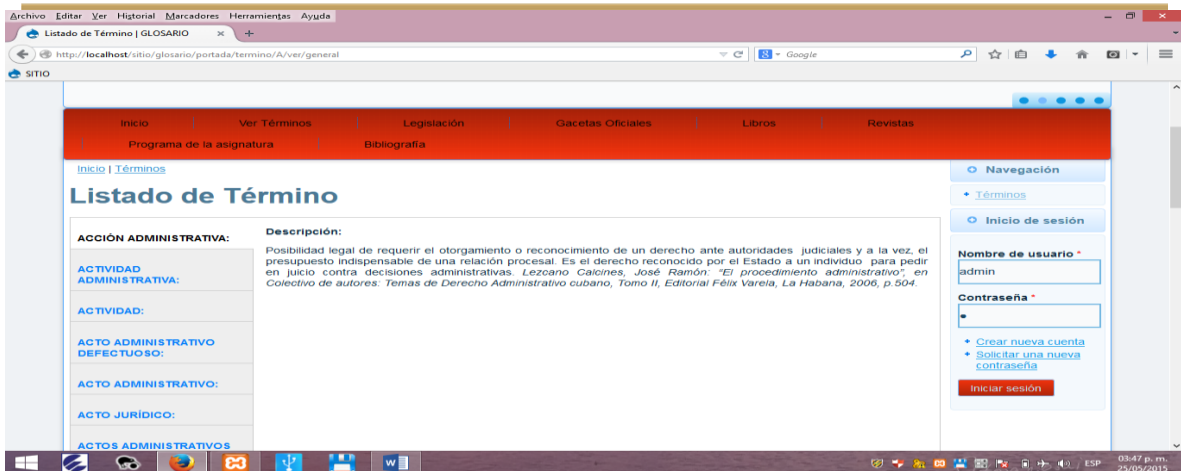 Archivo Editar Ver Historial Marcadores Herramientas Ayuda
Listado de Término | GLOSARIO × +
http://localhost/sitio/glosario/portada/termino/A/ver/general
Google
SITIO
Inicio Ver Términos Legislación Gacetas Oficiales Libros Revistas
Programa de la asignatura Bibliografía
Inicio | Términos
Listado de Término
ACCIÓN ADMINISTRATIVA:
ACTIVIDAD
ADMINISTRATIVA:
ACTIVIDAD:
ACTO ADMINISTRATIVO
DEFECTUOSO:
ACTO ADMINISTRATIVO:
ACTO JURÍDICO:
ACTOS ADMINISTRATIVOS
Descripción:
Posibilidad legal de requerir el otorgamiento o reconocimiento de un derecho ante autoridades judiciales y a la vez, el
presupuesto indispensable de una relación procesal. Es el derecho reconocido por el Estado a un individuo para pedir
en juicio contra decisiones administrativas. Lezcano Calcines, José Ramón: "El procedimiento administrativo", en
Colectivo de autores: Temas de Derecho Administrativo cubano, Tomo II, Editorial Félix Varela, La Habana, 2006, p.504.
Navegación
Términos
Inicio de sesión
Nombre de usuario *
admin
Contraseña *
Crear nueva cuenta
Solicitar una nueva
contraseña
Iniciar sesión
ESP
03:47 p. m.
25/05/2015